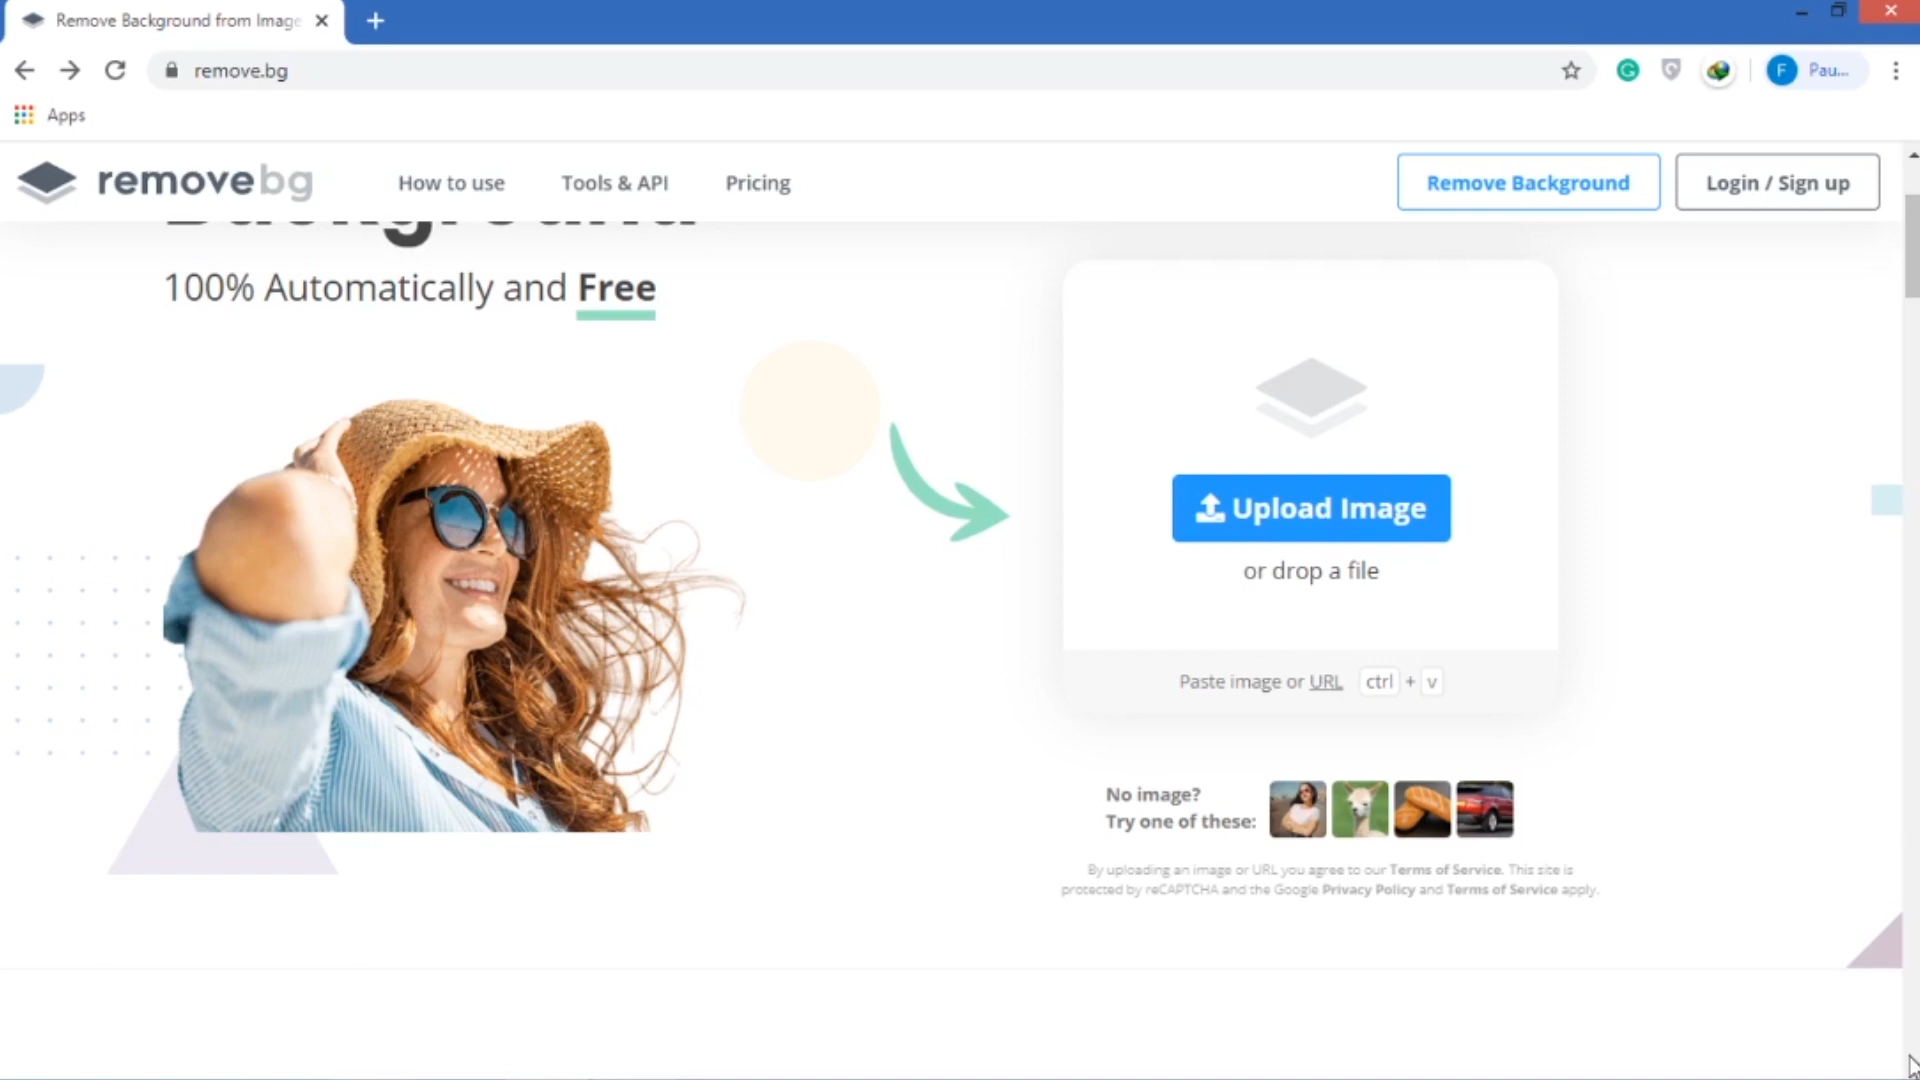 Remove Background from Image
remove.bg
F
Pau...
Apps
removebg
How to use
Tools & API
Pricing
Remove Background
Login / Sign up
Background
100% Automatically and Free
Upload Image
or drop a file
Paste image or URL ctrl + v
No image?
Try one of these:
By uploading an image or URL you agree to our Terms of Service. This site is
protected by reCAPTCHA and the Google Privacy Policy and Terms of Service apply.